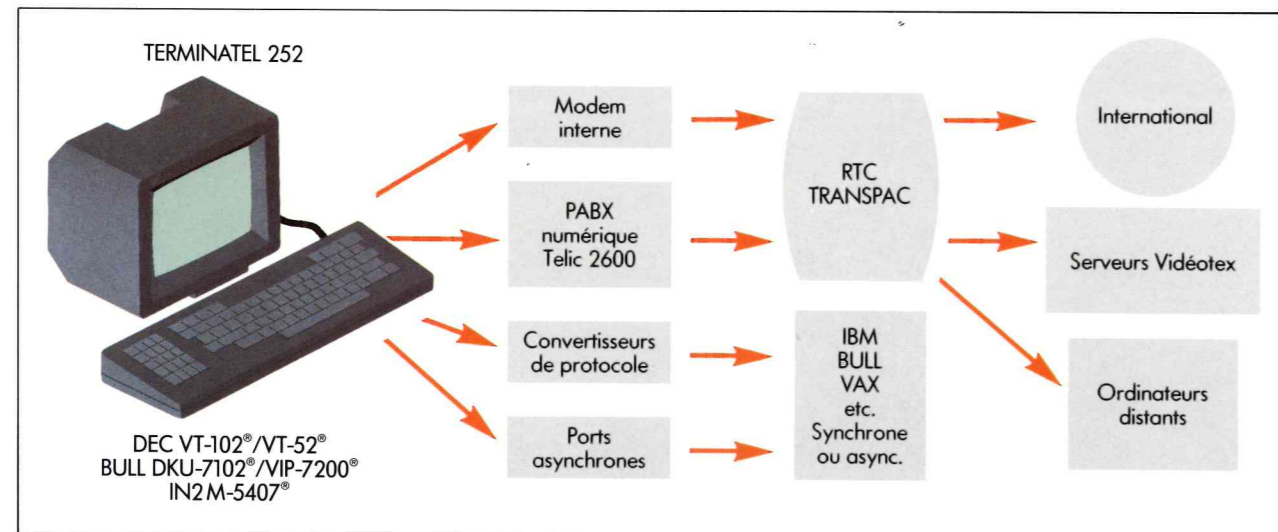 TERMINATEL 252
DEC VT-102®/VT-52®
BULL DKU-7102®/VIP-7200®
IN2 M-5407®
Modem
interne
PABX
numérique
Telic 2600
Convertisseurs
de protocole
Ports
asynchrones
RTC
TRANSPAC
IBM
BULL
VAX
etc.
Synchrone
ou async.
International
Serveurs Vidéotex
Ordinateurs
distants